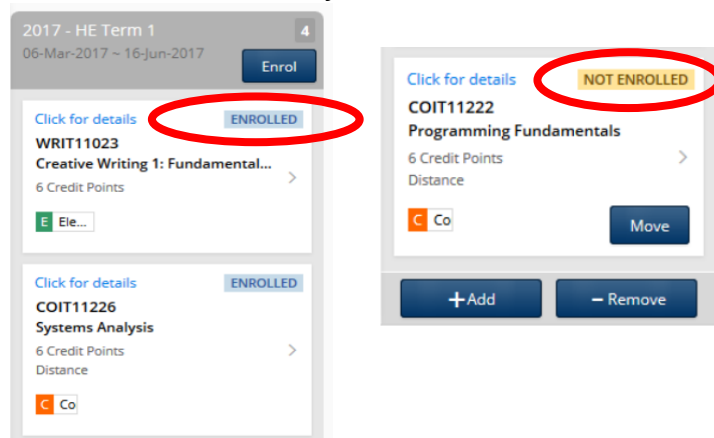 2017 - HE Term 1 4
06-Mar-2017 ~ 16-Jun-2017
Enrol
Click for details ENROLLED
WRIT11023
Creative Writing 1: Fundamental...
6 Credit Points
E Ele...
Click for details ENROLLED
COIT11226
Systems Analysis
6 Credit Points
Distance
C Co
Click for details NOT ENROLLED
COIT11222
Programming Fundamentals
6 Credit Points
Distance
C Co
Move
+Add − Remove